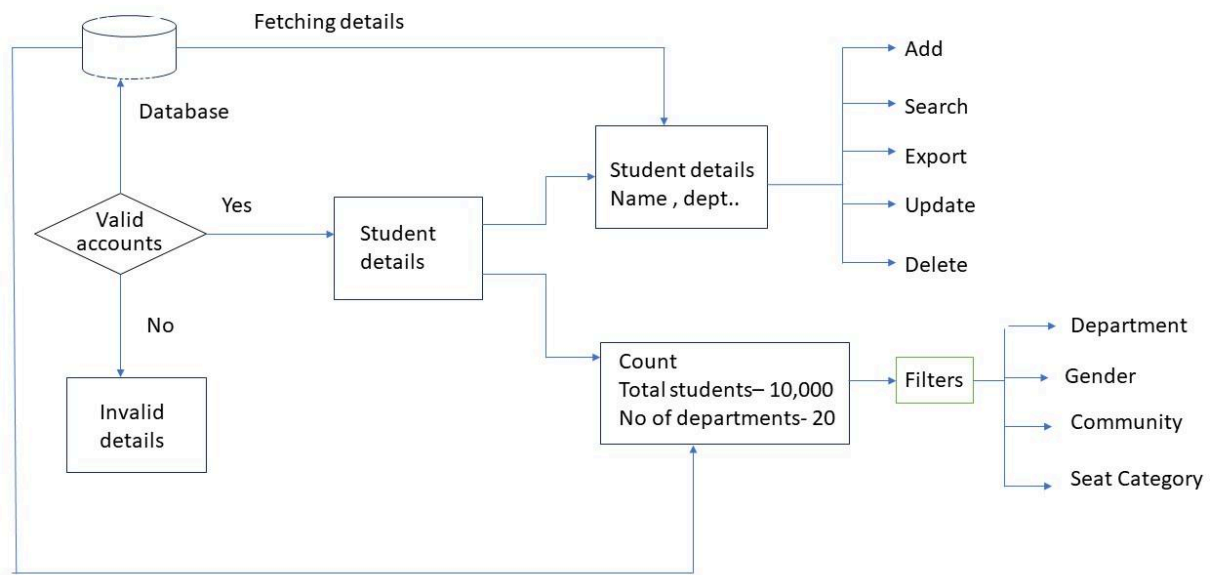 Fetching details
Database
Add
Search
Export
Update
Delete
Student details
Name , dept..
Valid
accounts
Yes
Student
details
No
Invalid
details
Count
Total students– 10,000
No of departments- 20
Filters
Department
Gender
Community
Seat Category